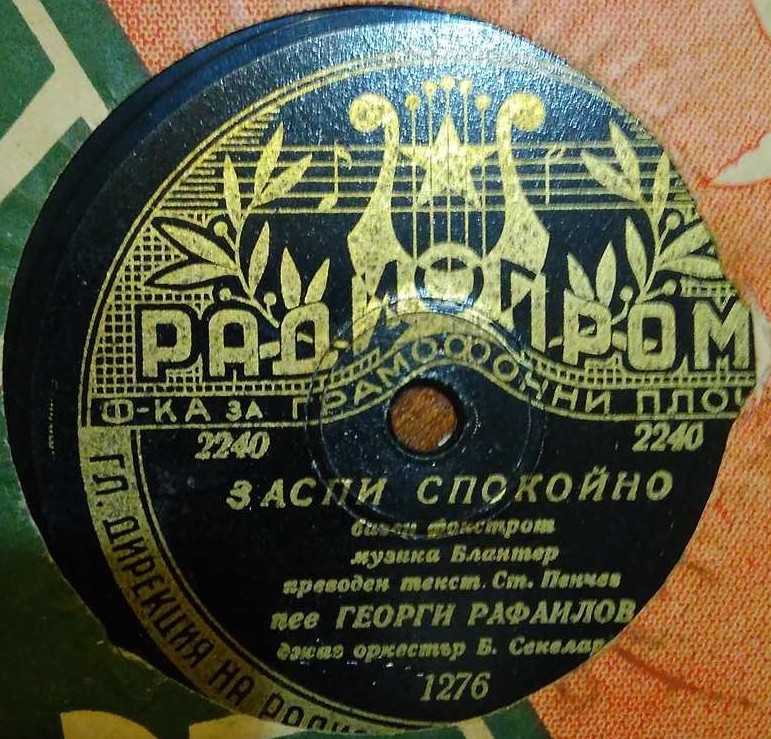 РАДИОПРОМ
Ф-КА ЗА ГРАМОФОННИ ПЛОЧ
2240 2240
ЗАСПИ СПОКОЙНО
бавен фокстрот
музика Блантер
преводен текст. Ст. Пенчев
пее ГЕОРГИ РАФАИЛОВ
джаз оркестър Б. Секелар
1276
ГЛ. ДИРЕКЦИЯ НА РАДИО